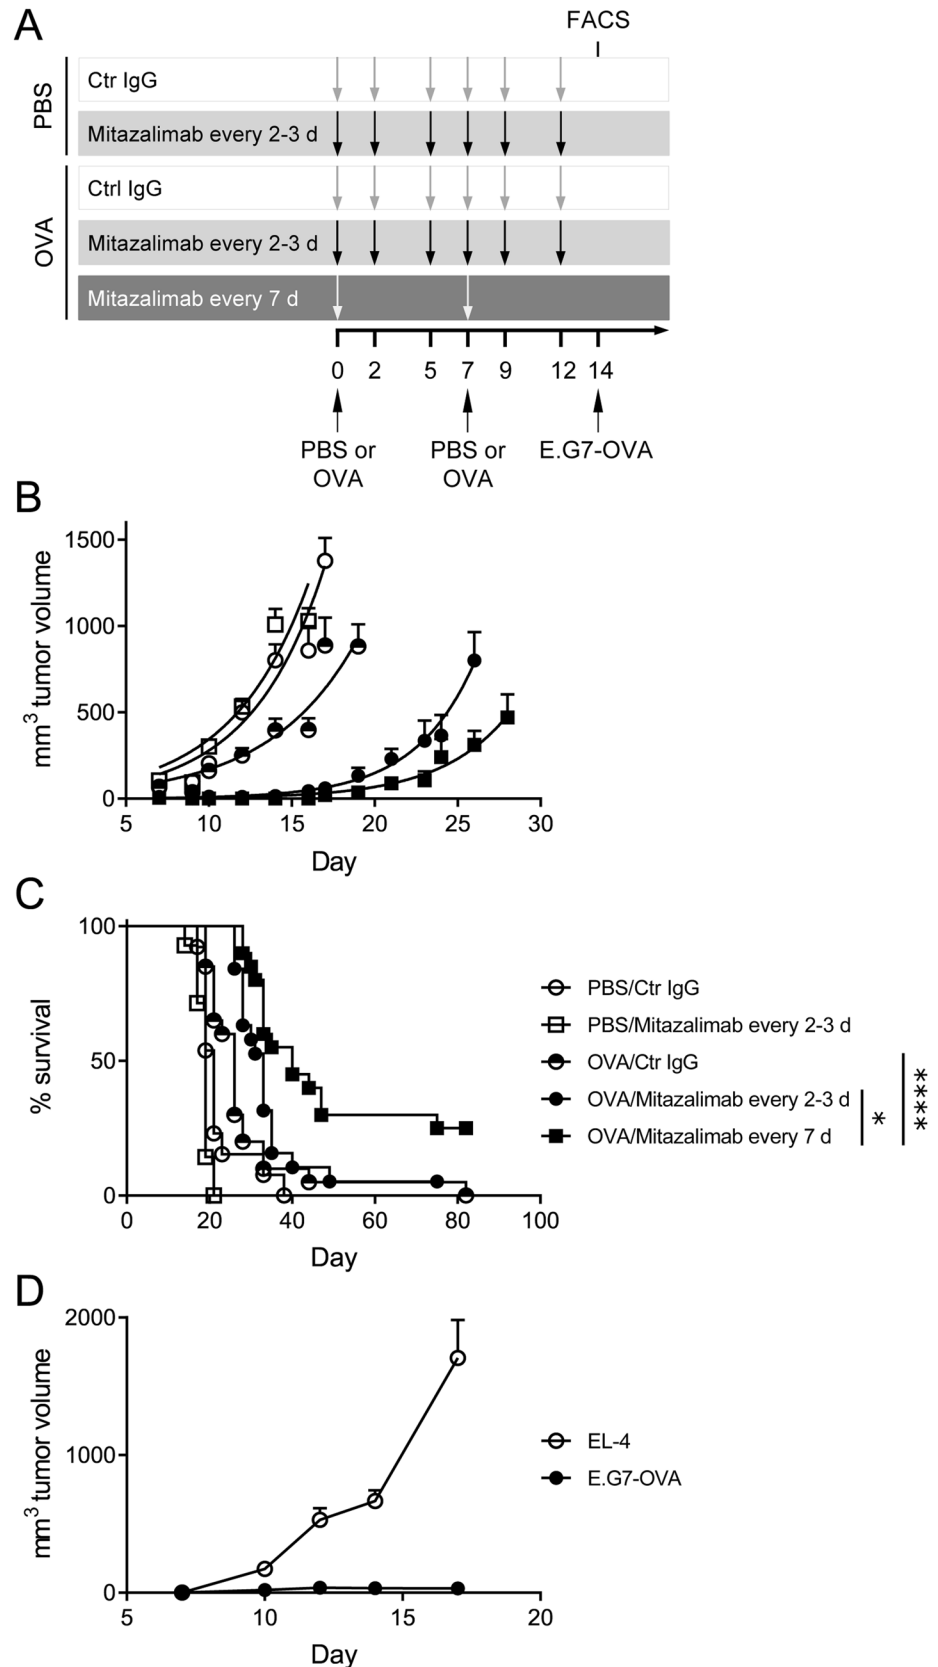 A
FACS
PBS
Ctr IgG
Mitazalimab every 2-3 d
OVA
Ctrl IgG
Mitazalimab every 2-3 d
Mitazalimab every 7 d
0 2 5 7 9 12 14
PBS or
OVA
PBS or
OVA
E.G7-OVA
B
mm³ tumor volume
1500
1000
500
0
5 10 15 20 25 30
Day
C
% survival
100
50
0
0 20 40 60 80 100
Day
PBS/Ctr IgG
PBS/Mitazalimab every 2-3 d
OVA/Ctr IgG
OVA/Mitazalimab every 2-3 d
OVA/Mitazalimab every 7 d
*
****
D
mm³ tumor volume
2000
1000
0
5 10 15 20
Day
EL-4
E.G7-OVA